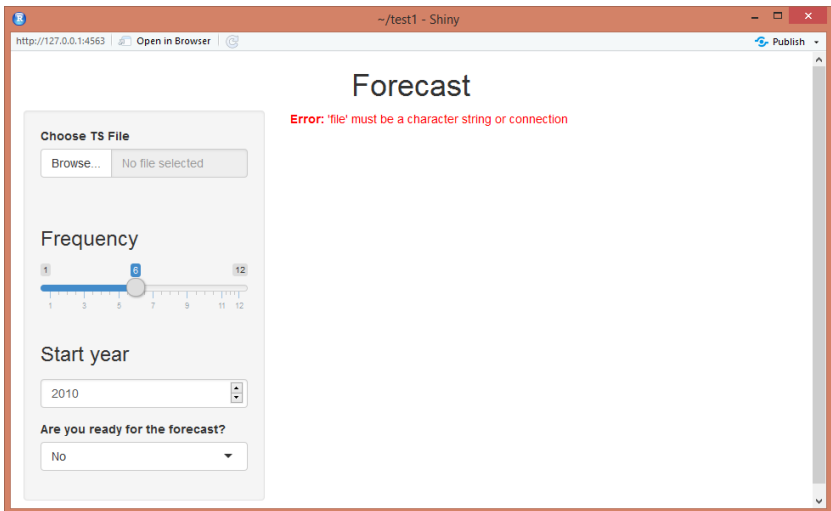 ~/test1 - Shiny
http://127.0.0.1:4563 Open in Browser Publish
Forecast
Error: 'file' must be a character string or connection
Choose TS File
Browse... No file selected
Frequency
1 6 12
1 3 5 7 9 11 12
Start year
2010
Are you ready for the forecast?
No